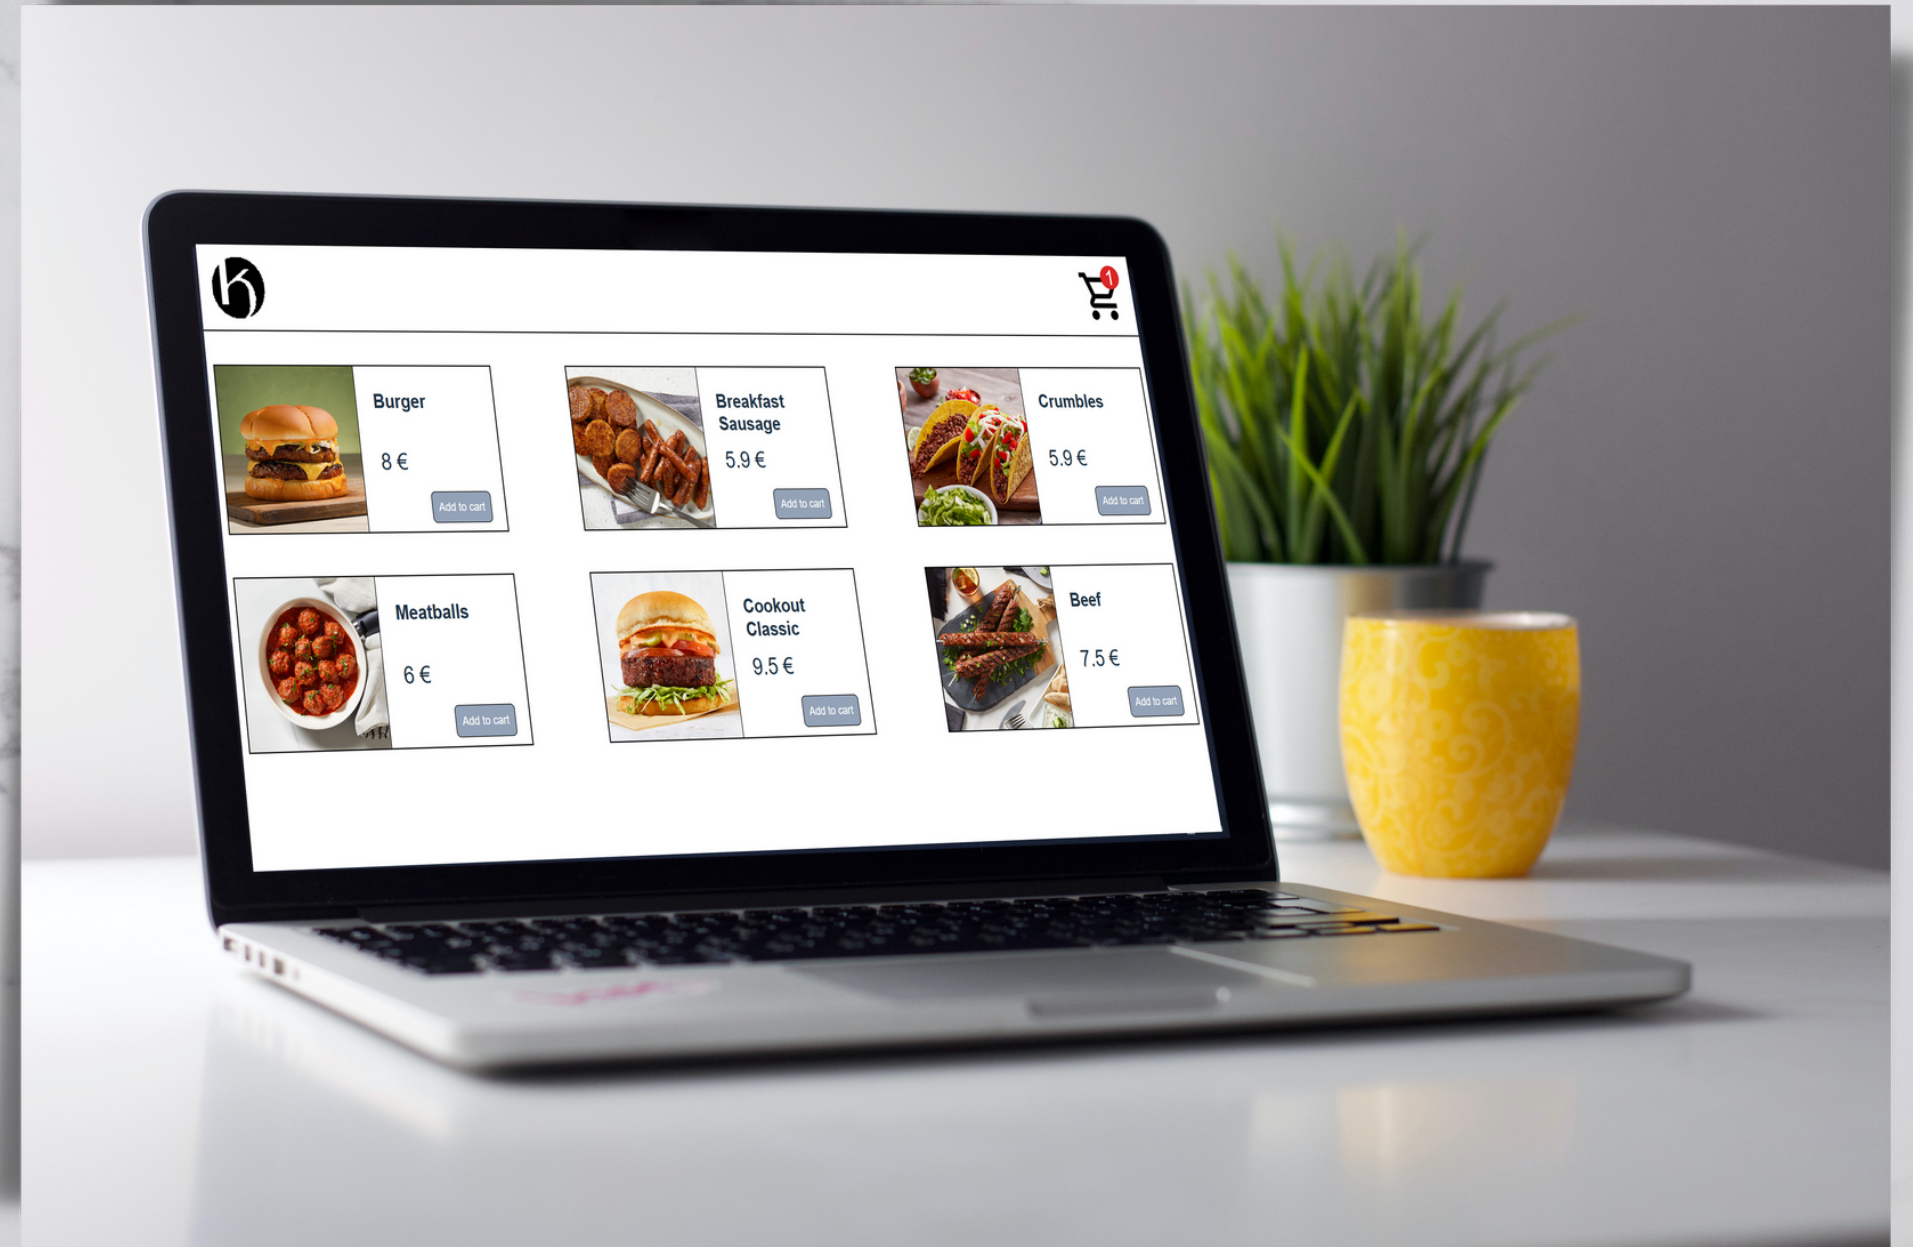 k
1
Burger
8 €
Add to cart
Breakfast
Sausage
5.9 €
Add to cart
Crumbles
5.9 €
Add to cart
Meatballs
6 €
Add to cart
Cookout
Classic
9.5 €
Add to cart
Beef
7.5 €
Add to cart